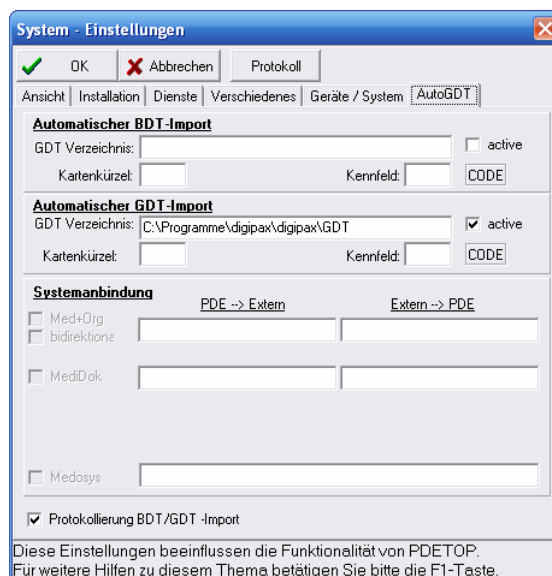 System - Einstellungen
OK Abbrechen Protokoll
Ansicht Installation Dienste Verschiedenes Geräte / System AutoGDT
Automatischer BDT-Import
GDT Verzeichnis: active
Kartenkürzel: Kennfeld: CODE
Automatischer GDT-Import
GDT Verzeichnis: C:\Programme\digipax\digipax\GDT active
Kartenkürzel: Kennfeld: CODE
Systemanbindung
PDE --> Extern Extern --> PDE
Med+Org
bidirektiona
MediDok
Medosys
Protokollierung BDT/GDT -Import
Diese Einstellungen beeinflussen die Funktionalität von PDETOP.
Für weitere Hilfen zu diesem Thema betätigen Sie bitte die F1-Taste.